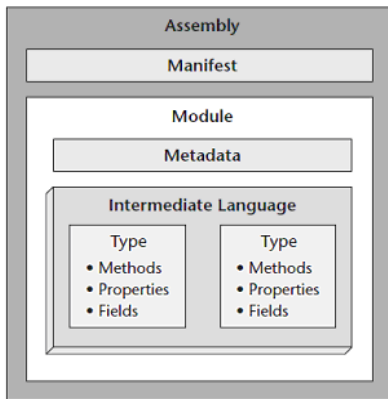 Assembly
Manifest
Module
Metadata
Intermediate Language
Type
• Methods
• Properties
• Fields
Type
• Methods
• Properties
• Fields